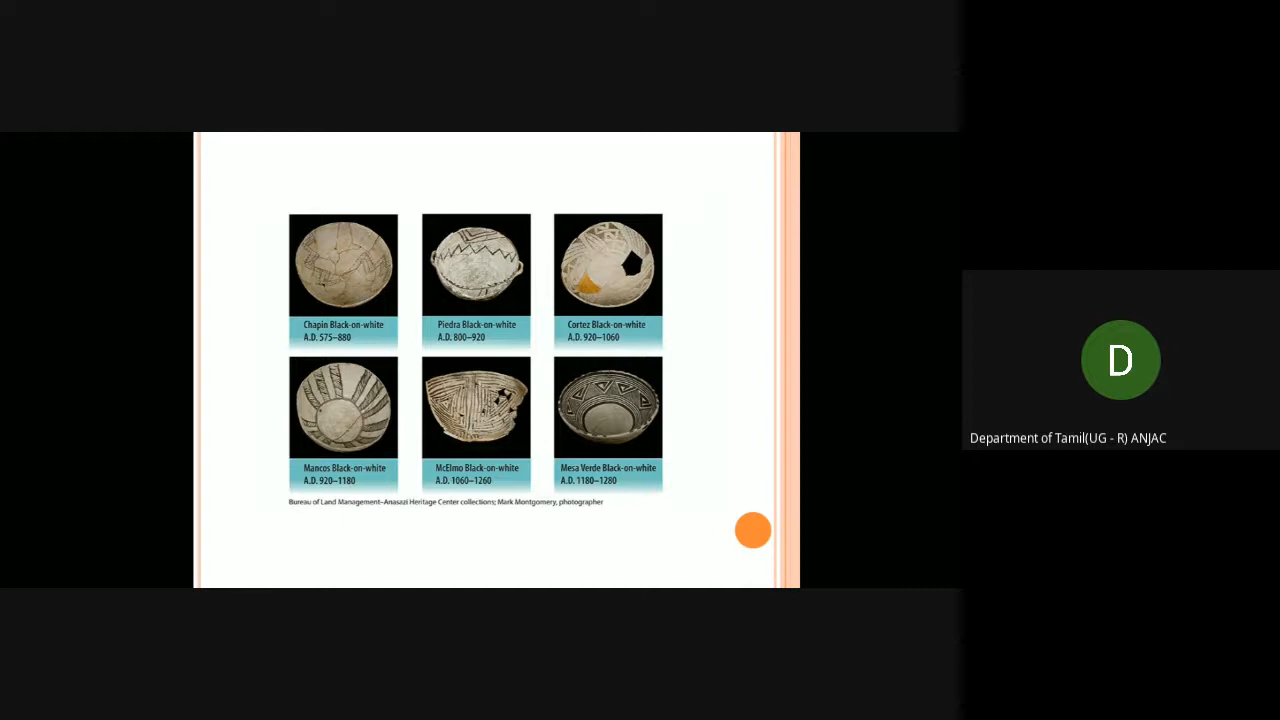 Chapin Black-on-white
A.D. 575–880
Piedra Black-on-white
A.D. 800–920
Cortez Black-on-white
A.D. 920–1060
Mancos Black-on-white
A.D. 920–1180
McElmo Black-on-white
A.D. 1060–1260
Mesa Verde Black-on-white
A.D. 1180–1280
Bureau of Land Management–Anasazi Heritage Center collections; Mark Montgomery, photographer
D
Department of Tamil(UG - R) ANJAC